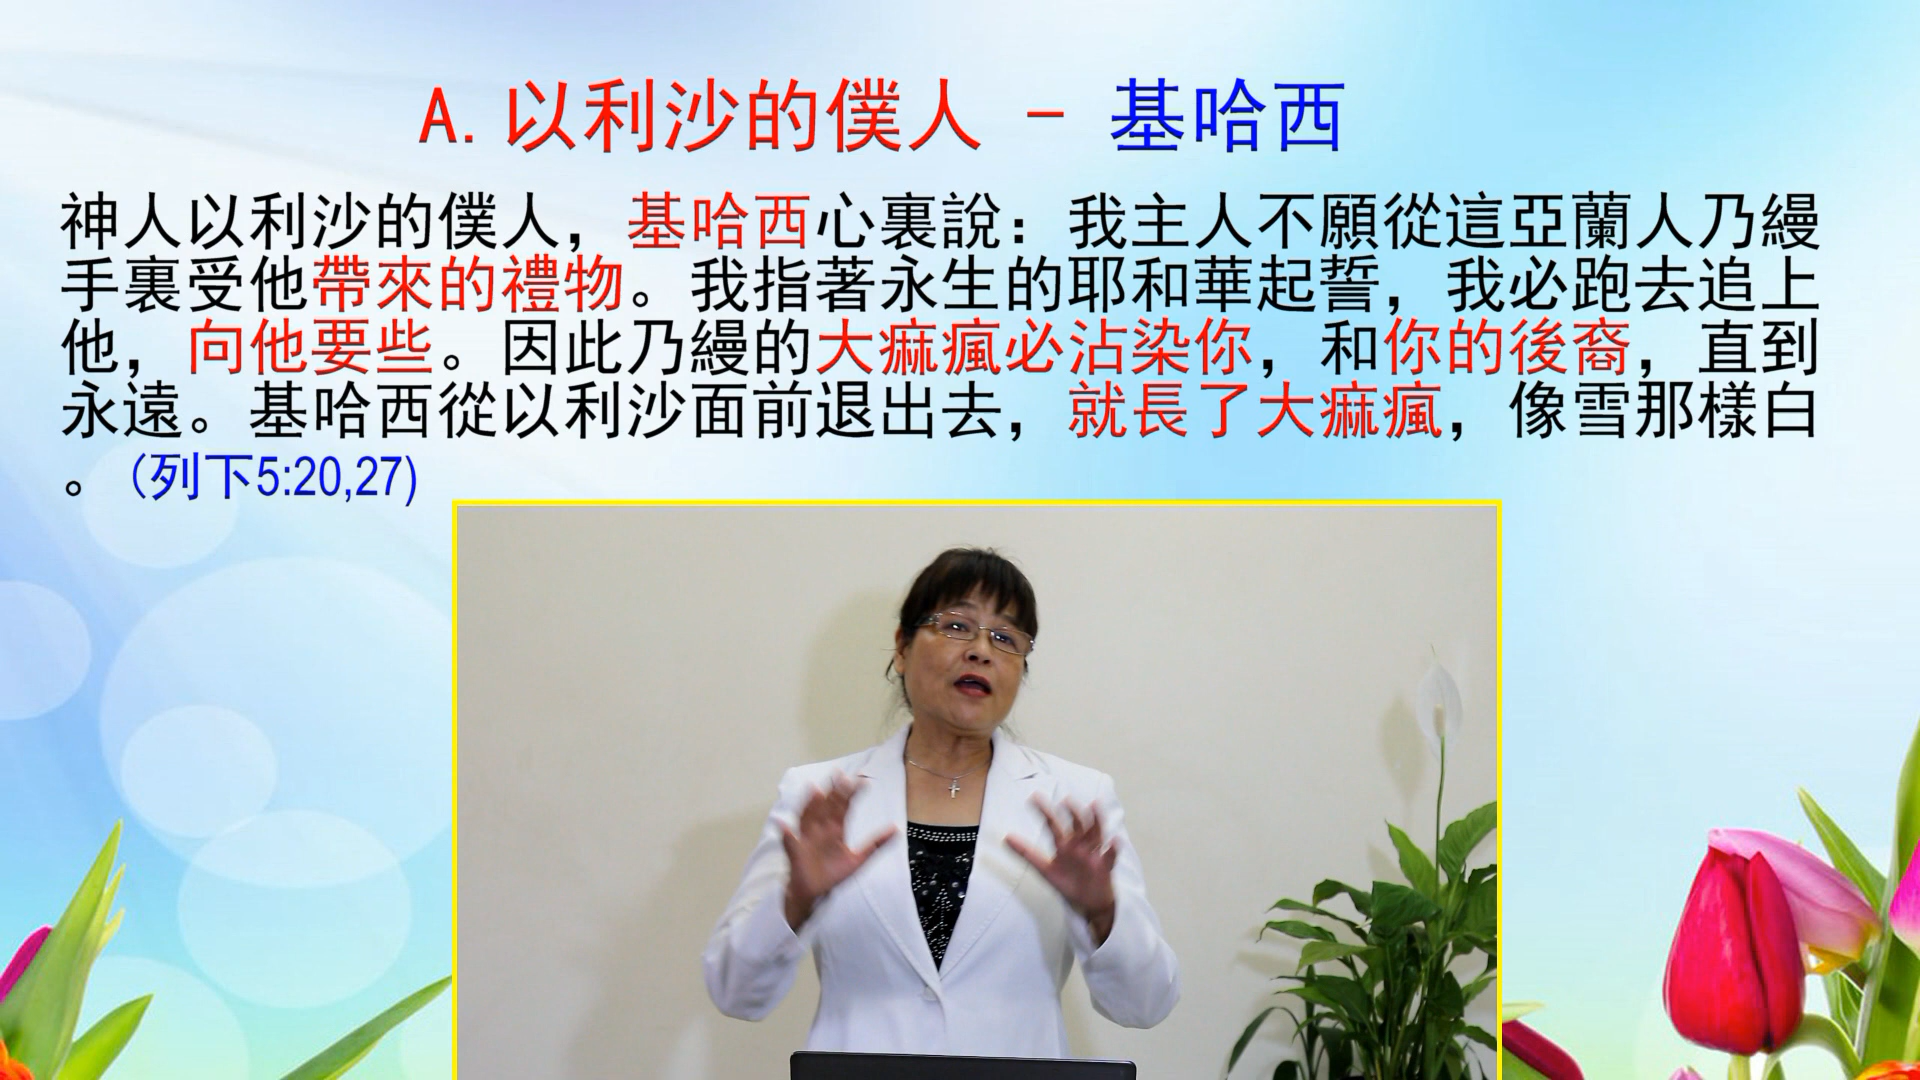 A.以利沙的僕人 - 基哈西
神人以利沙的僕人，基哈西心裏說：我主人不願從這亞蘭人乃縵
手裏受他帶來的禮物。我指著永生的耶和華起誓，我必跑去追上
他，向他要些。因此乃縵的大痲瘋必沾染你，和你的後裔，直到
永遠。基哈西從以利沙面前退出去，就長了大痲瘋，像雪那樣白
。(列下5:20,27)